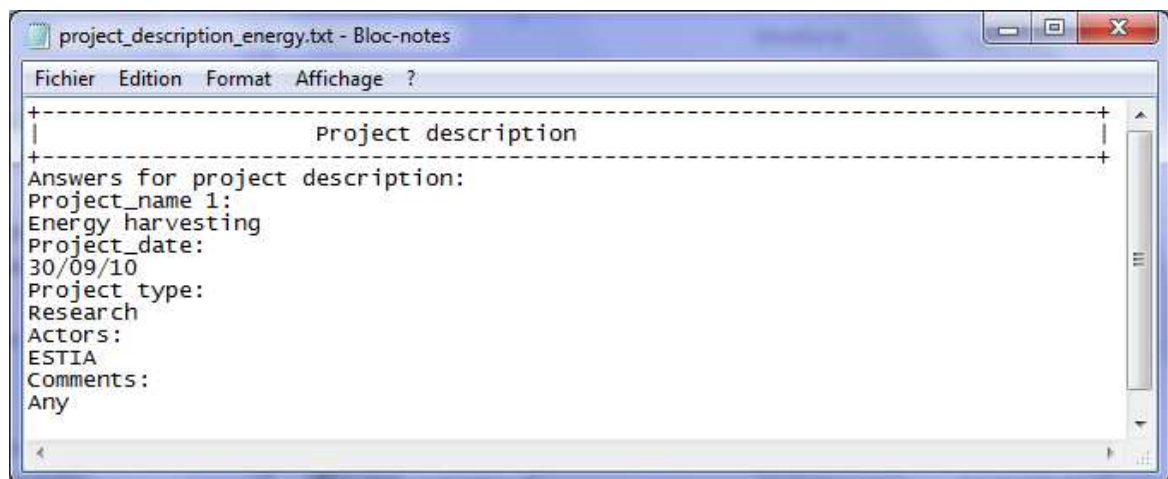 project_description_energy.txt - Bloc-notes
Fichier Edition Format Affichage ?
+-----------------------------------------------------------------------------+
| Project description |
+-----------------------------------------------------------------------------+
Answers for project description:
Project_name 1:
Energy harvesting
Project_date:
30/09/10
Project type:
Research
Actors:
ESTIA
Comments:
Any